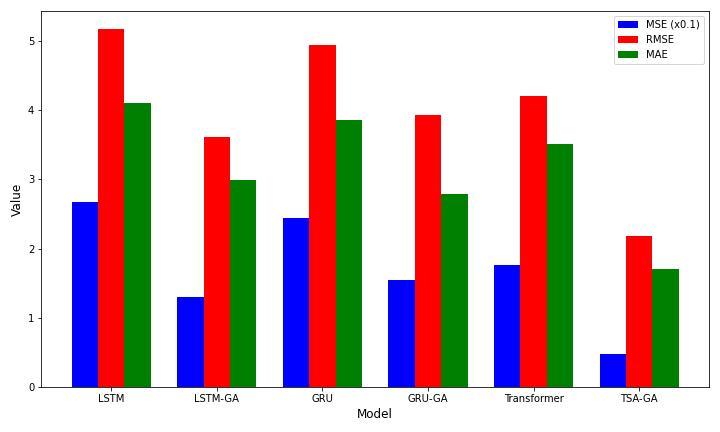 MSE (x0.1)
RMSE
MAE
Value
5
4
3
2
1
0
LSTM LSTM-GA GRU GRU-GA Transformer TSA-GA
Model